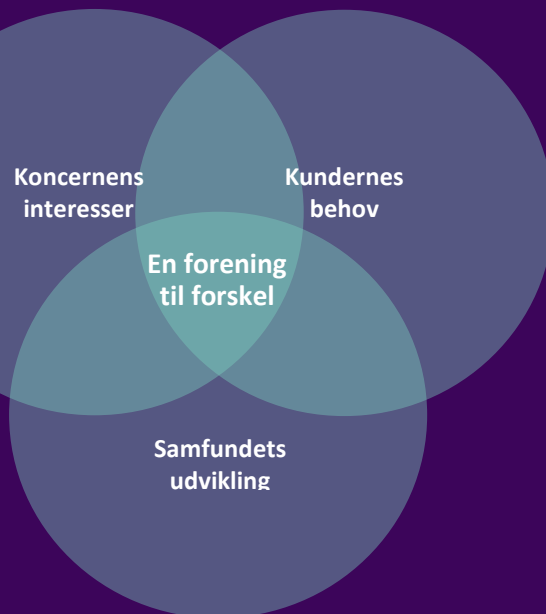 Koncernens
interesser
Kundernes
behov
En forening
til forskel
Samfundets
udvikling